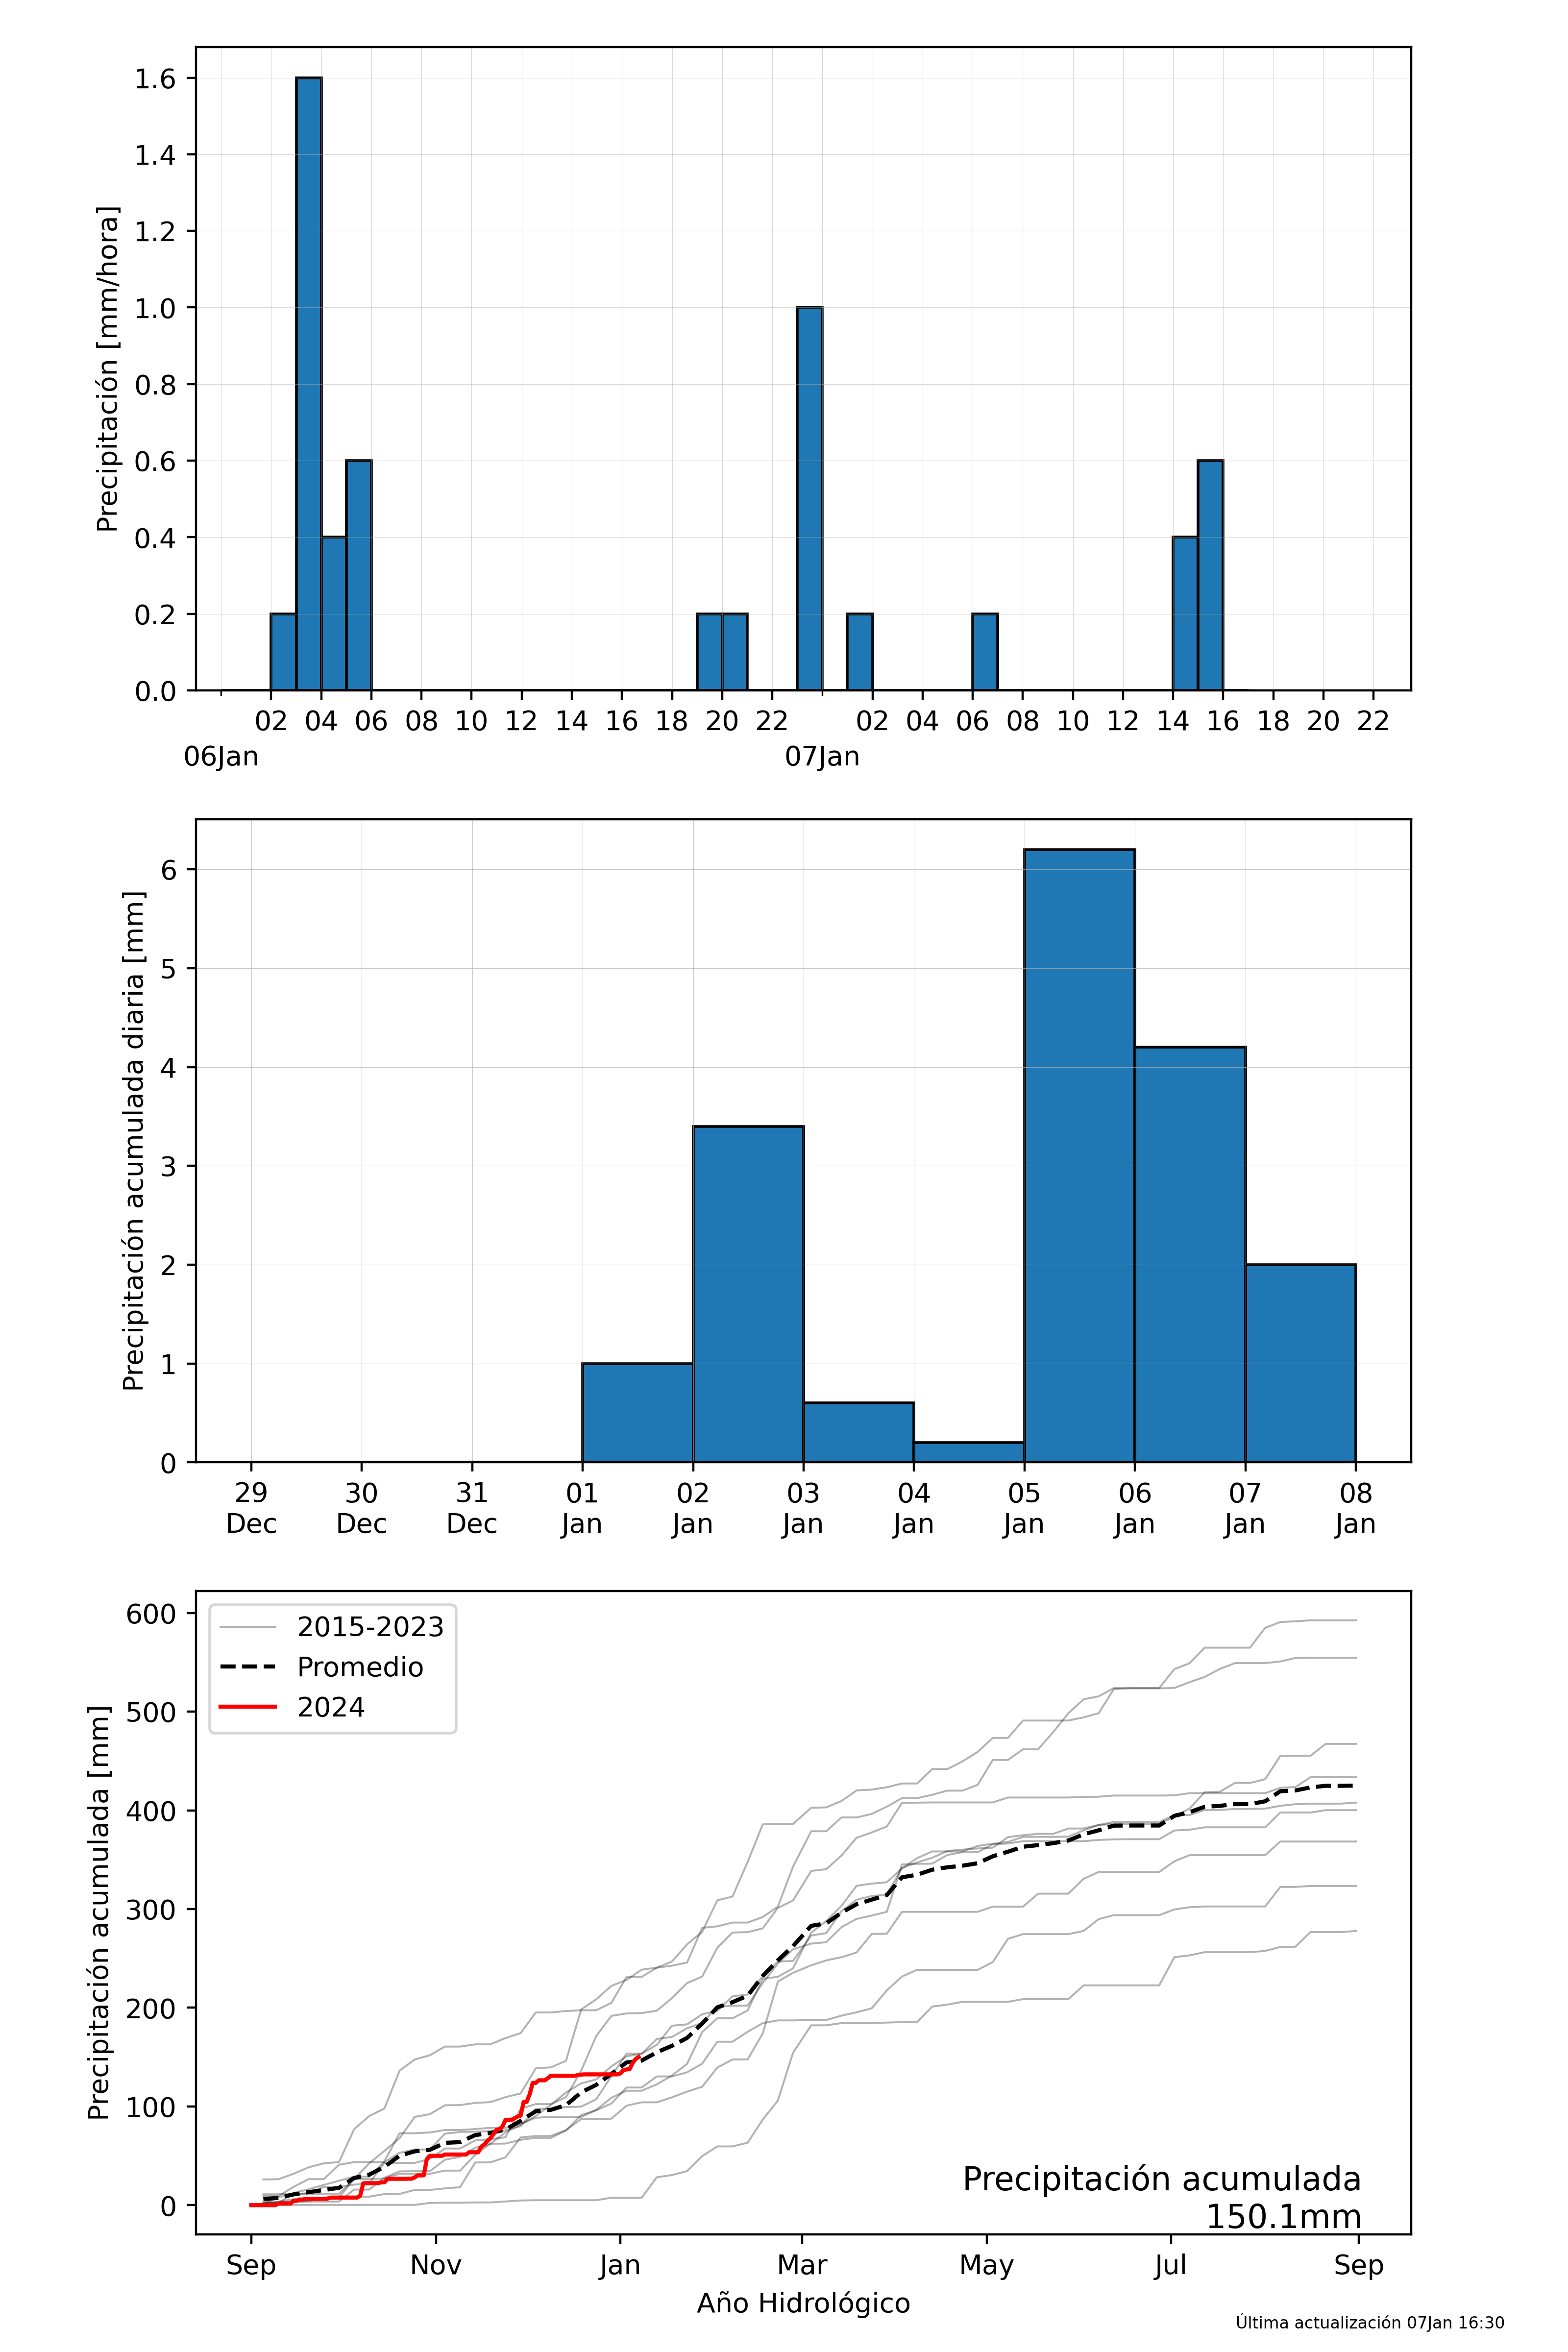 Precipitación [mm/hora]
1.6
1.4
1.2
1.0
0.8
0.6
0.4
0.2
0.0
02 04 06 08 10 12 14 16 18 20 22 02 04 06 08 10 12 14 16 18 20 22
06Jan 07Jan
Precipitación acumulada diaria [mm]
6
5
4
3
2
1
0
29 30 31 01 02 03 04 05 06 07 08
Dec Dec Dec Jan Jan Jan Jan Jan Jan Jan Jan
Precipitación acumulada [mm]
600
500
400
300
200
100
0
2015-2023
Promedio
2024
Precipitación acumulada
150.1mm
Sep Nov Jan Mar May Jul Sep
Año Hidrológico
Última actualización 07Jan 16:30